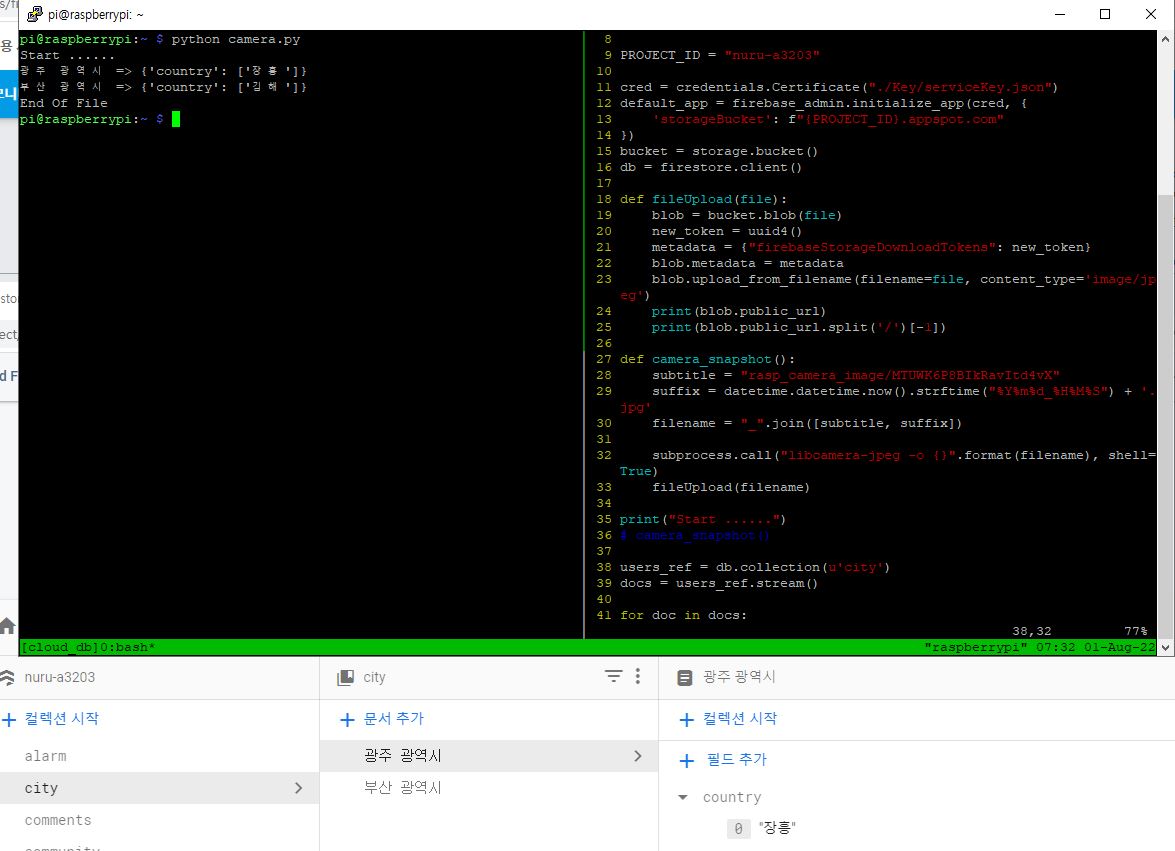 pi@raspberrypi: ~
pi@raspberrypi:~ $ python camera.py
Start ......
광주 광역시 => {'country': ['장흥']}
부산 광역시 => {'country': ['김해']}
End Of File
pi@raspberrypi:~ $
8
9 PROJECT_ID = "nuru-a3203"
10
11 cred = credentials.Certificate("./Key/serviceKey.json")
12 default_app = firebase_admin.initialize_app(cred, {
13     'storageBucket': f"{PROJECT_ID}.appspot.com"
14 })
15 bucket = storage.bucket()
16 db = firestore.client()
17
18 def fileUpload(file):
19     blob = bucket.blob(file)
20     new_token = uuid4()
21     metadata = {"firebaseStorageDownloadTokens": new_token}
22     blob.metadata = metadata
23     blob.upload_from_filename(filename=file, content_type='image/jp
eg')
24     print(blob.public_url)
25     print(blob.public_url.split('/')[-1])
26
27 def camera_snapshot():
28     subtitle = "rasp_camera_image/MTUWK6P8BIkRavItd4vX"
29     suffix = datetime.datetime.now().strftime("%Y%m%d_%H%M%S") + '.
jpg'
30     filename = "_".join([subtitle, suffix])
31
32     subprocess.call("libcamera-jpeg -o {}".format(filename), shell=
True)
33     fileUpload(filename)
34
35 print("Start ......")
36 # camera_snapshot()
37
38 users_ref = db.collection(u'city')
39 docs = users_ref.stream()
40
41 for doc in docs:
38,32 77%
[cloud_db]0:bash* "raspberrypi" 07:32 01-Aug-22
nuru-a3203
+ 컬렉션 시작
alarm
city
comments
community
city
+ 문서 추가
광주 광역시
부산 광역시
광주 광역시
+ 컬렉션 시작
+ 필드 추가
country
0 "장흥"